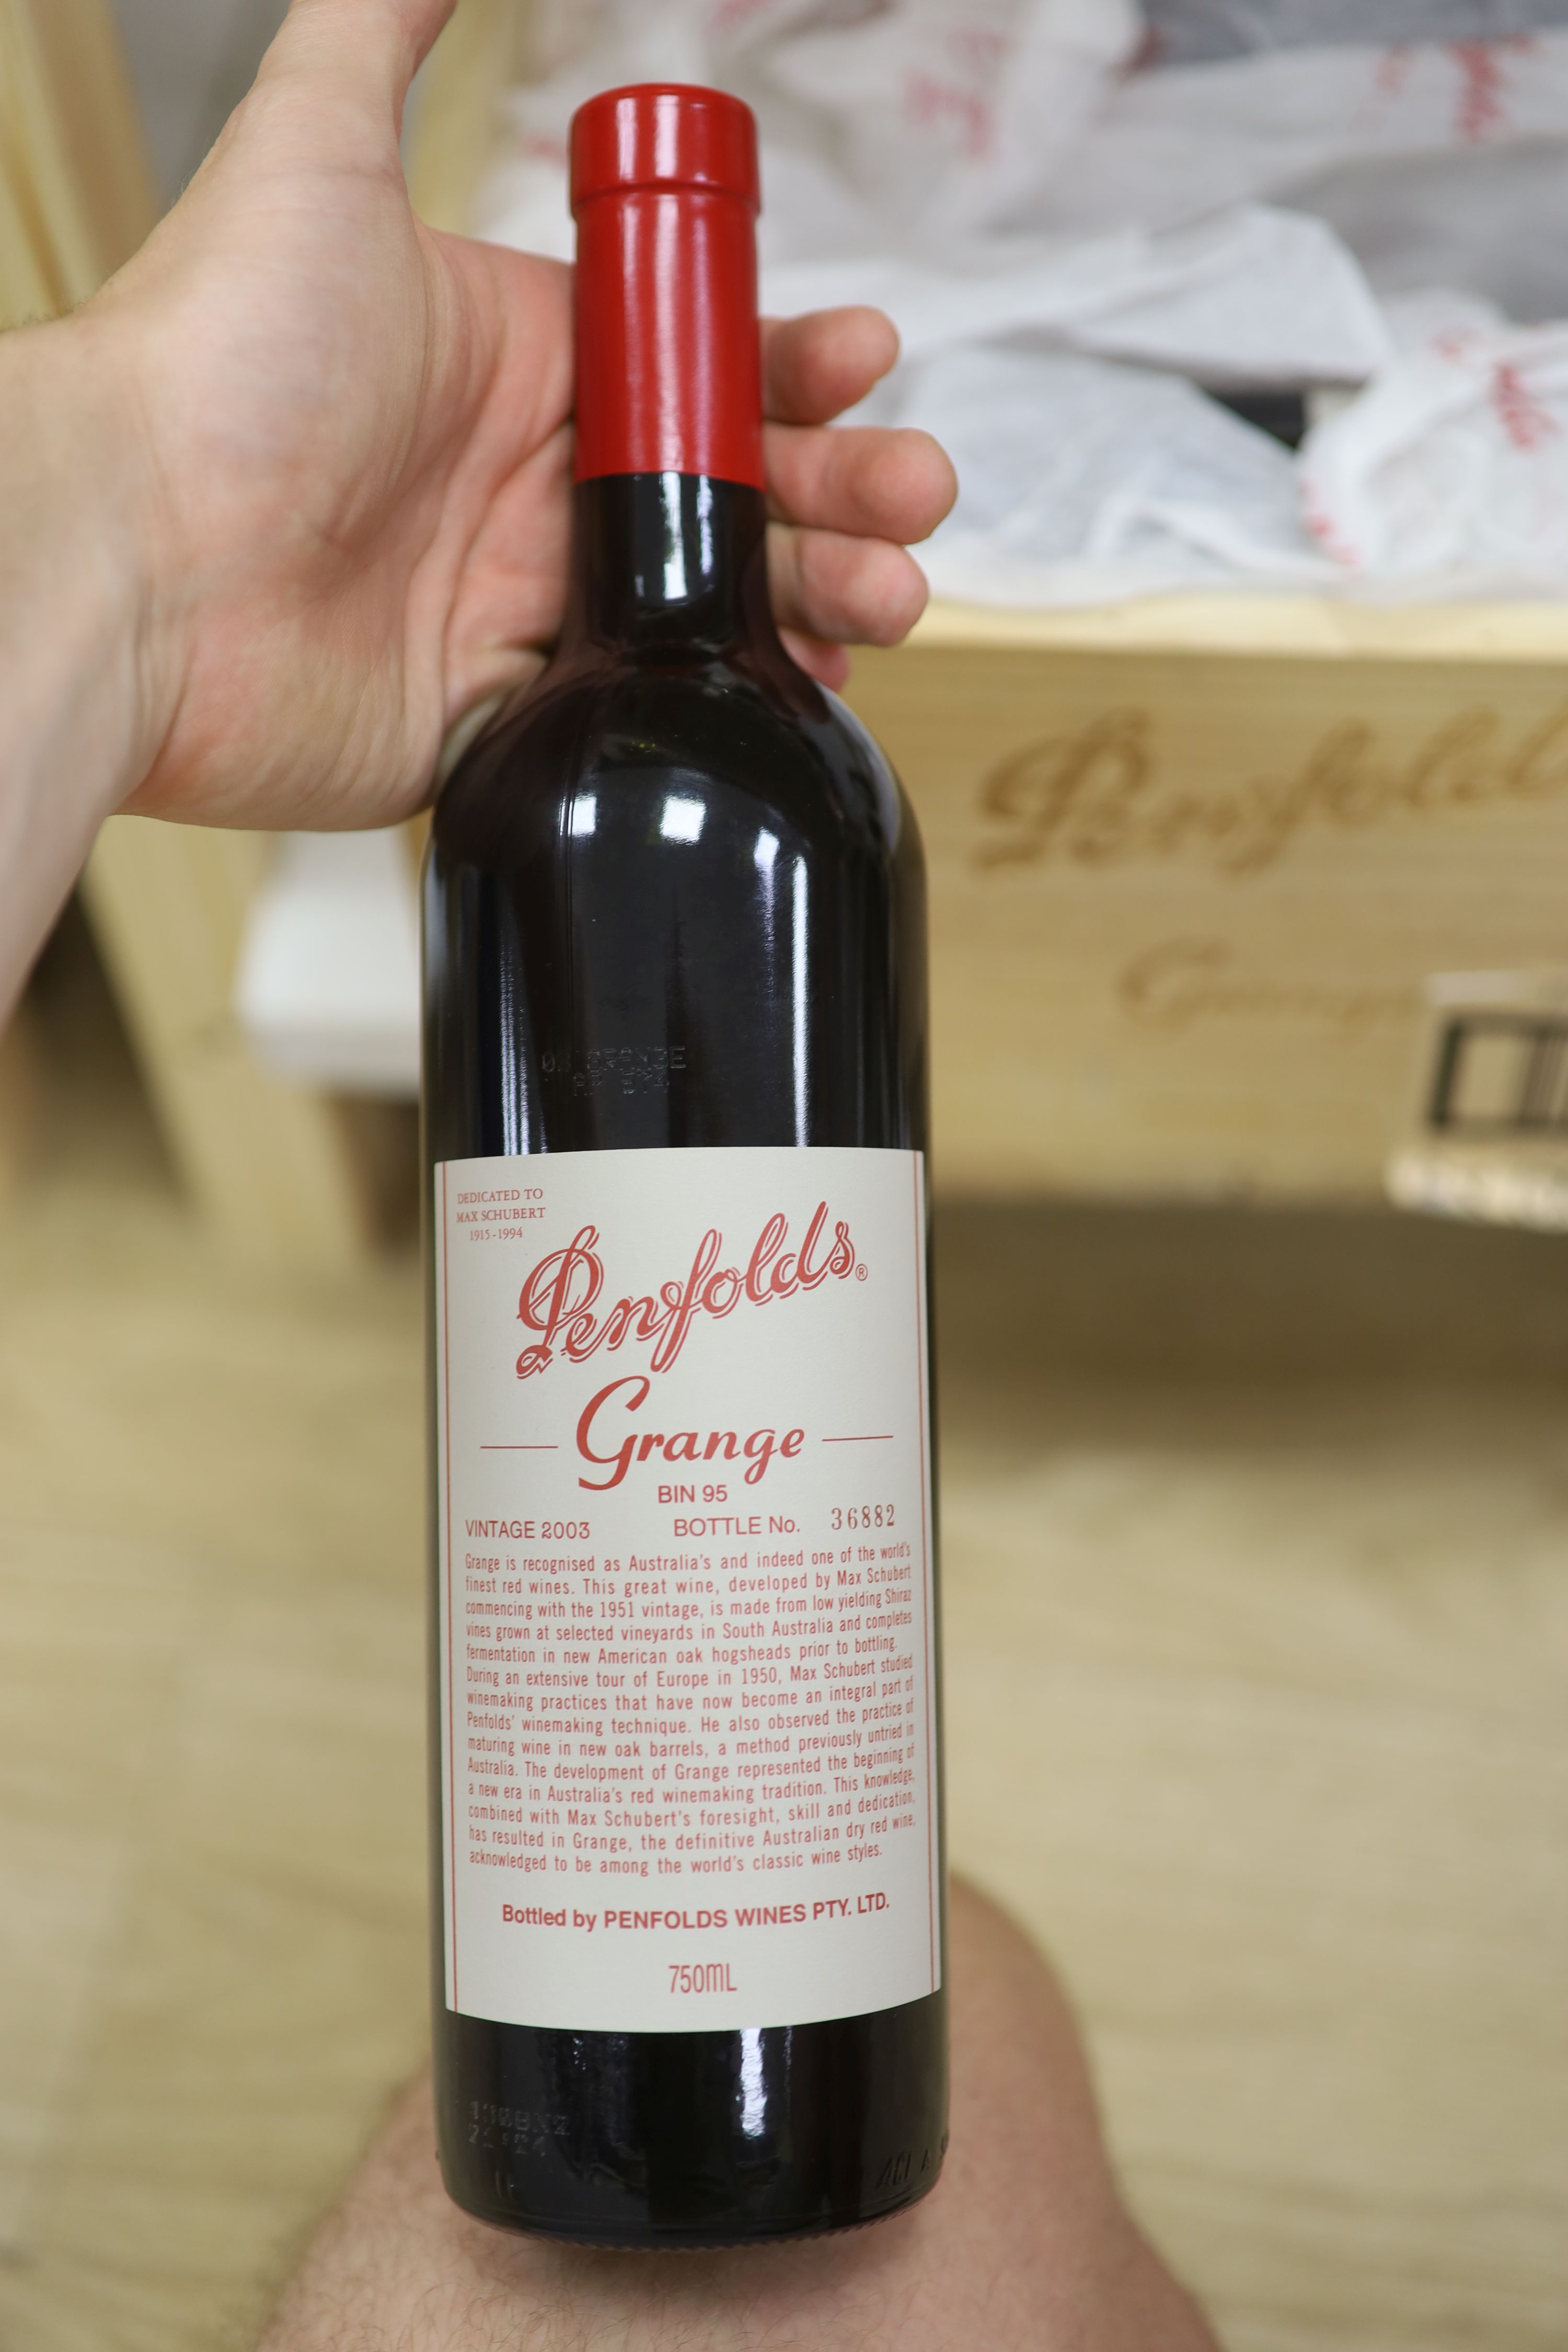 DEDICATED TO
MAX SCHUBERT
1915-1994
Penfolds®
Grange
BIN 95
VINTAGE 2003 BOTTLE No. 36882
Grange is recognised as Australia's and indeed one of the world's
finest red wines. This great wine, developed by Max Schubert
commencing with the 1951 vintage, is made from low yielding Shiraz
vines grown at selected vineyards in South Australia and completes
fermentation in new American oak hogsheads prior to bottling.
During an extensive tour of Europe in 1950, Max Schubert studied
winemaking practices that have now become an integral part of
Penfolds' winemaking technique. He also observed the practice of
maturing wine in new oak barrels, a method previously untried in
Australia. The development of Grange represented the beginning of
a new era in Australia's red winemaking tradition. This knowledge,
combined with Max Schubert's foresight, skill and dedication,
has resulted in Grange, the definitive Australian dry red wine,
acknowledged to be among the world's classic wine styles.
Bottled by PENFOLDS WINES PTY. LTD.
750mL
Penfolds
Grange